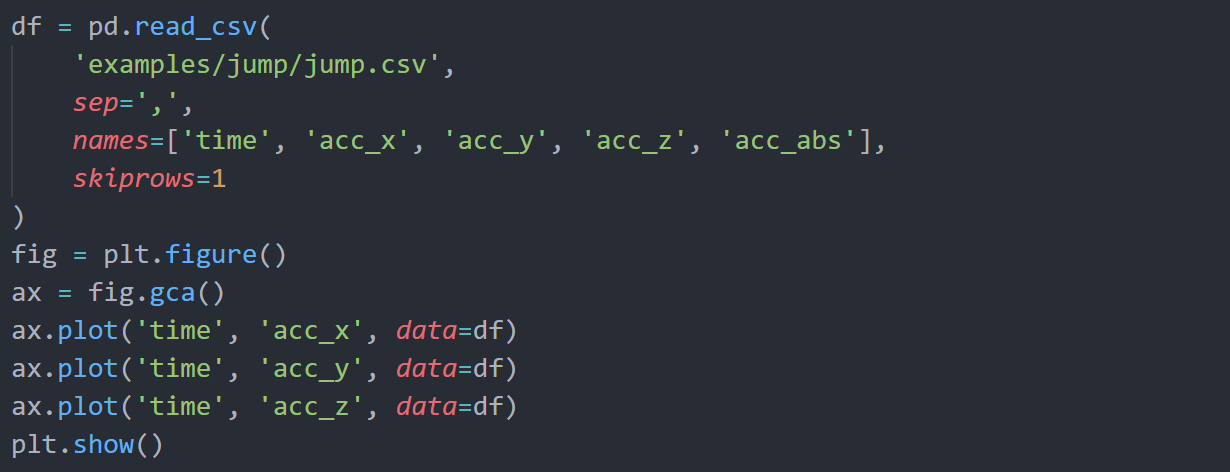 df = pd.read_csv(
    'examples/jump/jump.csv',
    sep=',',
    names=['time', 'acc_x', 'acc_y', 'acc_z', 'acc_abs'],
    skiprows=1
)
fig = plt.figure()
ax = fig.gca()
ax.plot('time', 'acc_x', data=df)
ax.plot('time', 'acc_y', data=df)
ax.plot('time', 'acc_z', data=df)
plt.show()